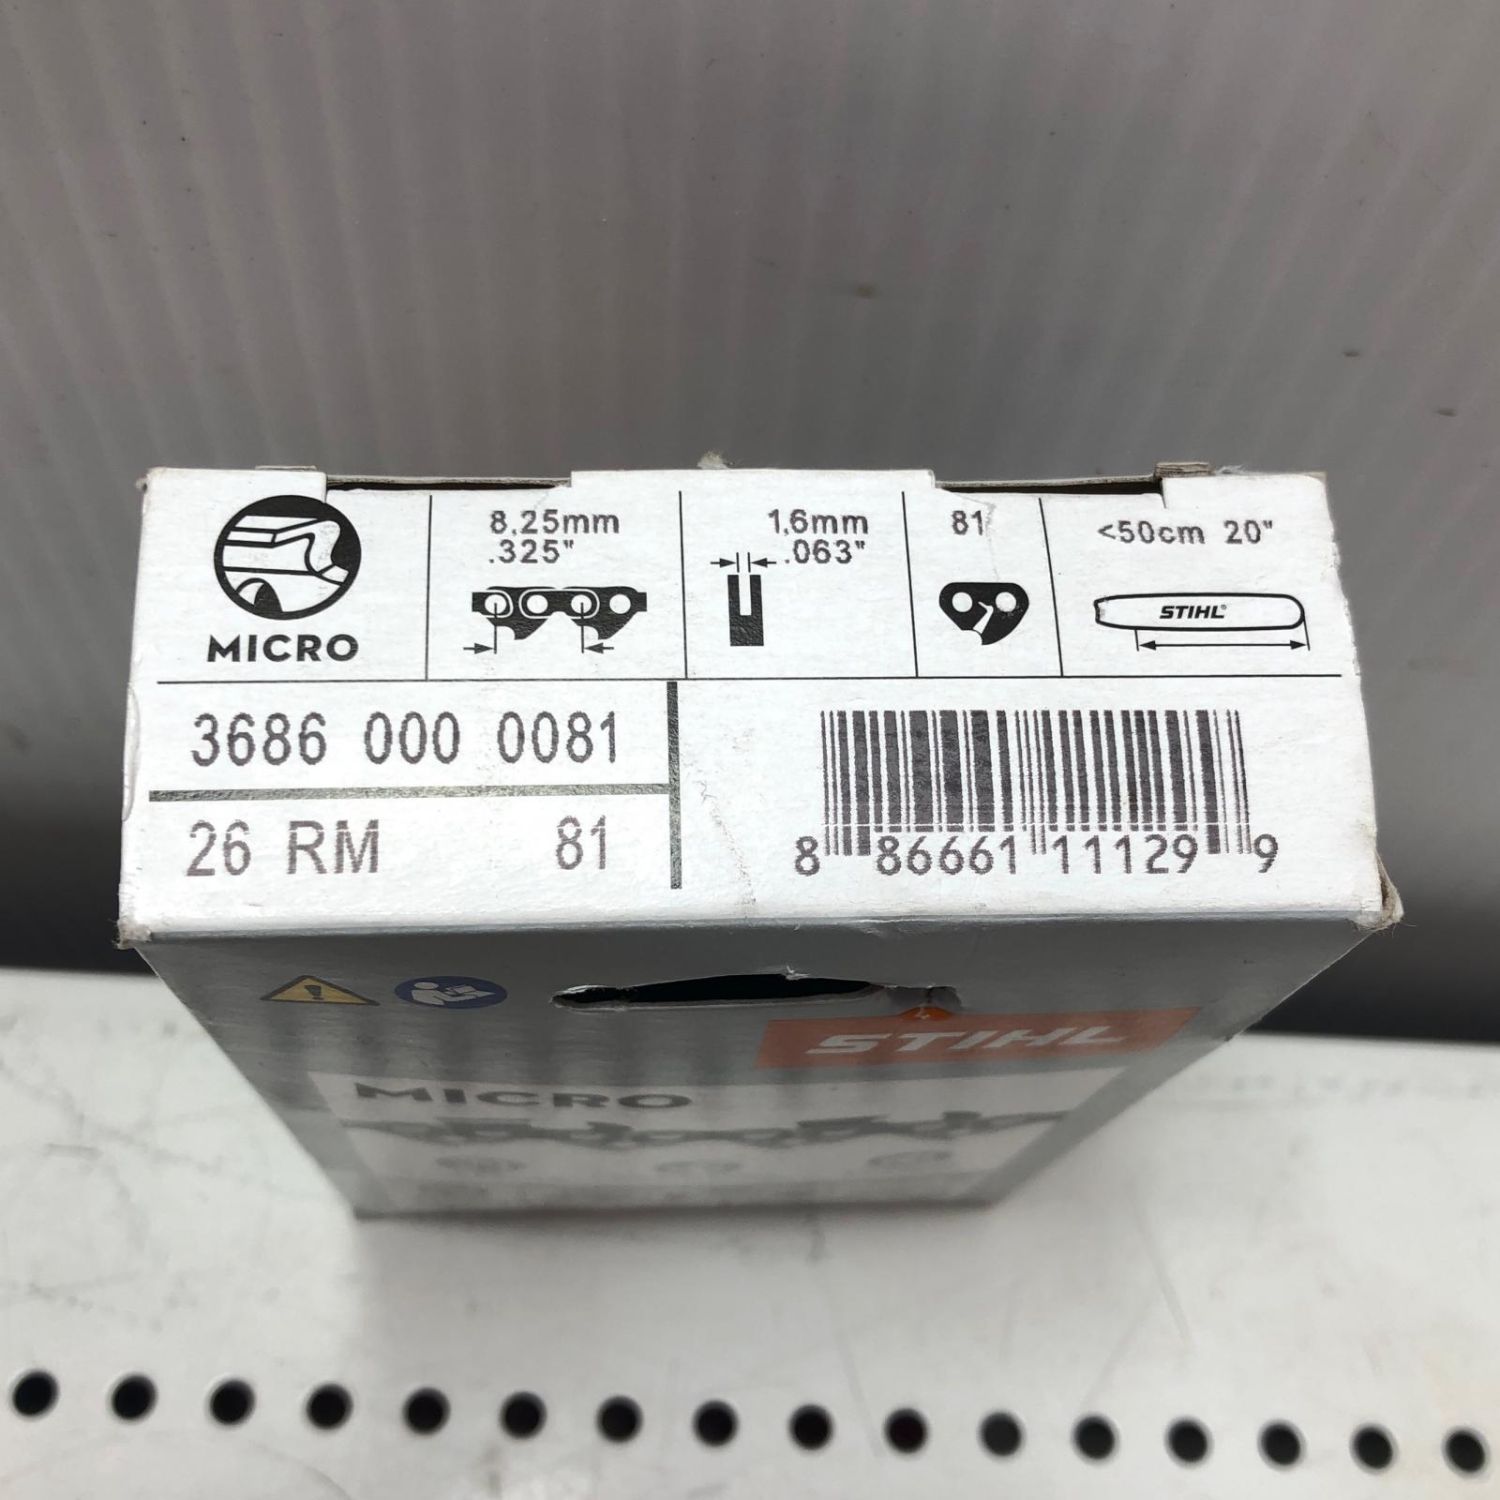 MICRO
8,25mm
.325"
1,6mm
.063"
81
<50cm 20"
STIHL®
3686 000 0081
26 RM 81
8 86661 11129 9
STIHL
MICRO